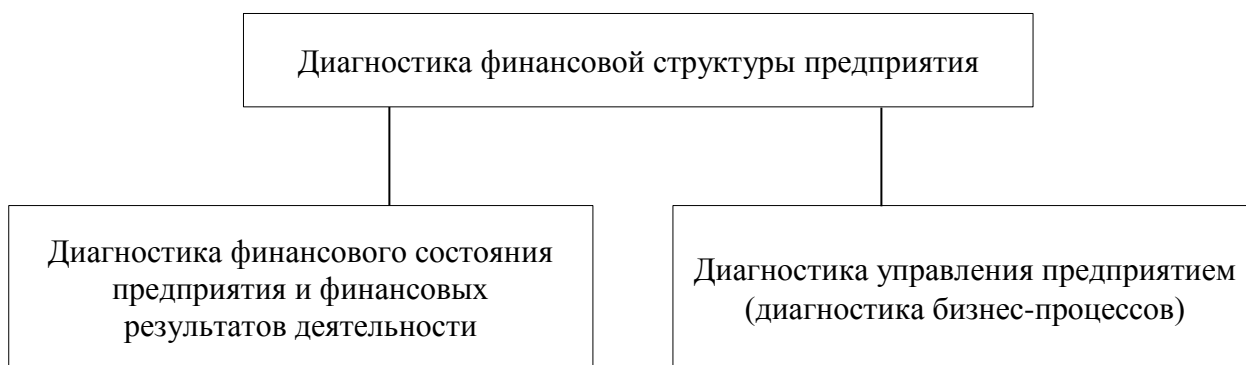 Диагностика финансовой структуры предприятия
Диагностика финансового состояния
предприятия и финансовых
результатов деятельности
Диагностика управления предприятием
(диагностика бизнес-процессов)